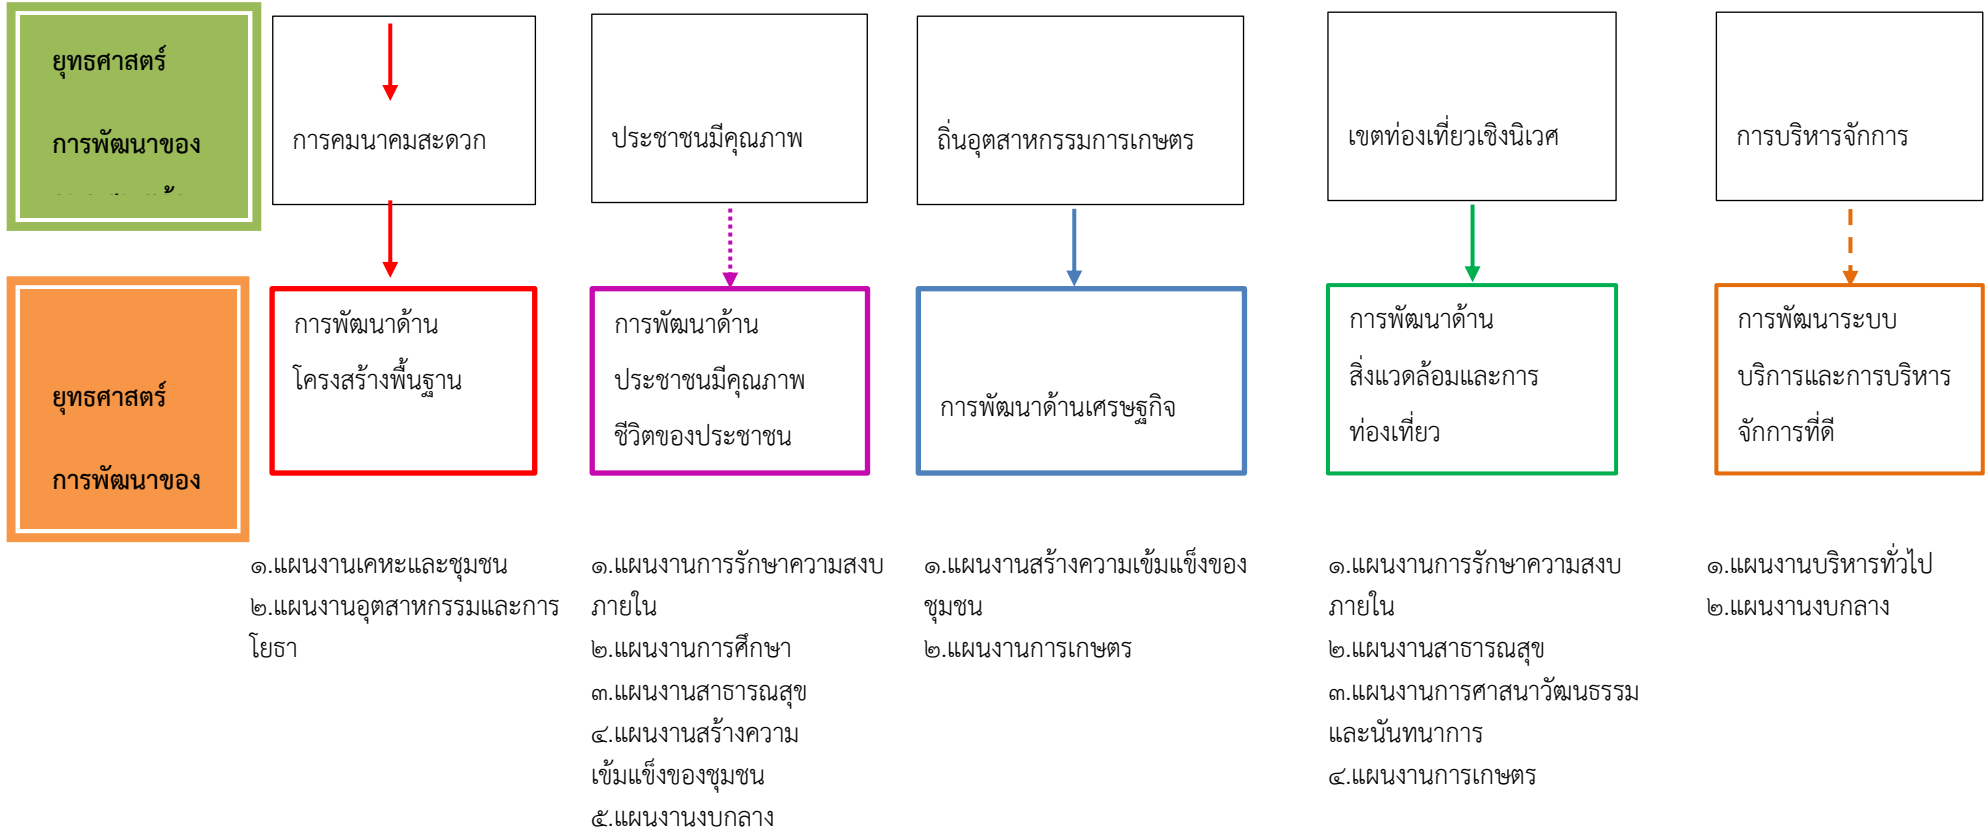 ยุทธศาสตร์
การพัฒนาของ
การคมนาคมสะดวก
ประชาชนมีคุณภาพ
ถิ่นอุตสาหกรรมการเกษตร
เขตท่องเที่ยวเชิงนิเวศ
การบริหารจักการ
ยุทธศาสตร์
การพัฒนาของ
การพัฒนาด้าน
โครงสร้างพื้นฐาน
การพัฒนาด้าน
ประชาชนมีคุณภาพ
ชีวิตของประชาชน
การพัฒนาด้านเศรษฐกิจ
การพัฒนาด้าน
สิ่งแวดล้อมและการ
ท่องเที่ยว
การพัฒนาระบบ
บริการและการบริหาร
จักการที่ดี
๑.แผนงานเคหะและชุมชน
๒.แผนงานอุตสาหกรรมและการ
โยธา
๑.แผนงานการรักษาความสงบ
ภายใน
๒.แผนงานการศึกษา
๓.แผนงานสาธารณสุข
๔.แผนงานสร้างความ
เข้มแข็งของชุมชน
๕.แผนงานงบกลาง
๑.แผนงานสร้างความเข้มแข็งของ
ชุมชน
๒.แผนงานการเกษตร
๑.แผนงานการรักษาความสงบ
ภายใน
๒.แผนงานสาธารณสุข
๓.แผนงานการศาสนาวัฒนธรรม
และนันทนาการ
๔.แผนงานการเกษตร
๑.แผนงานบริหารทั่วไป
๒.แผนงานงบกลาง